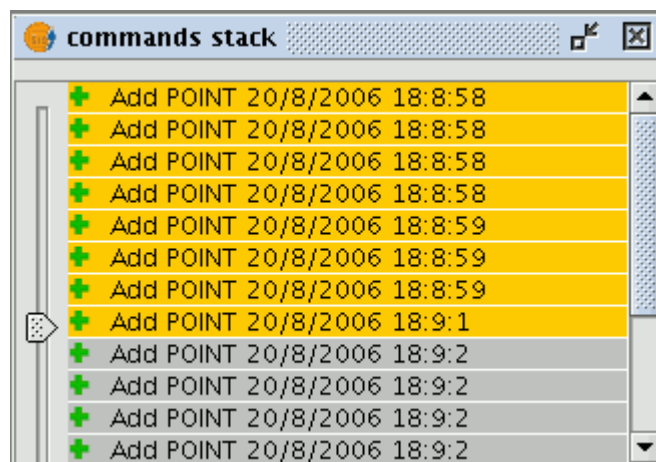 commands stack
Add POINT 20/8/2006 18:8:58
Add POINT 20/8/2006 18:8:58
Add POINT 20/8/2006 18:8:58
Add POINT 20/8/2006 18:8:58
Add POINT 20/8/2006 18:8:59
Add POINT 20/8/2006 18:8:59
Add POINT 20/8/2006 18:8:59
Add POINT 20/8/2006 18:9:1
Add POINT 20/8/2006 18:9:2
Add POINT 20/8/2006 18:9:2
Add POINT 20/8/2006 18:9:2
Add POINT 20/8/2006 18:9:2